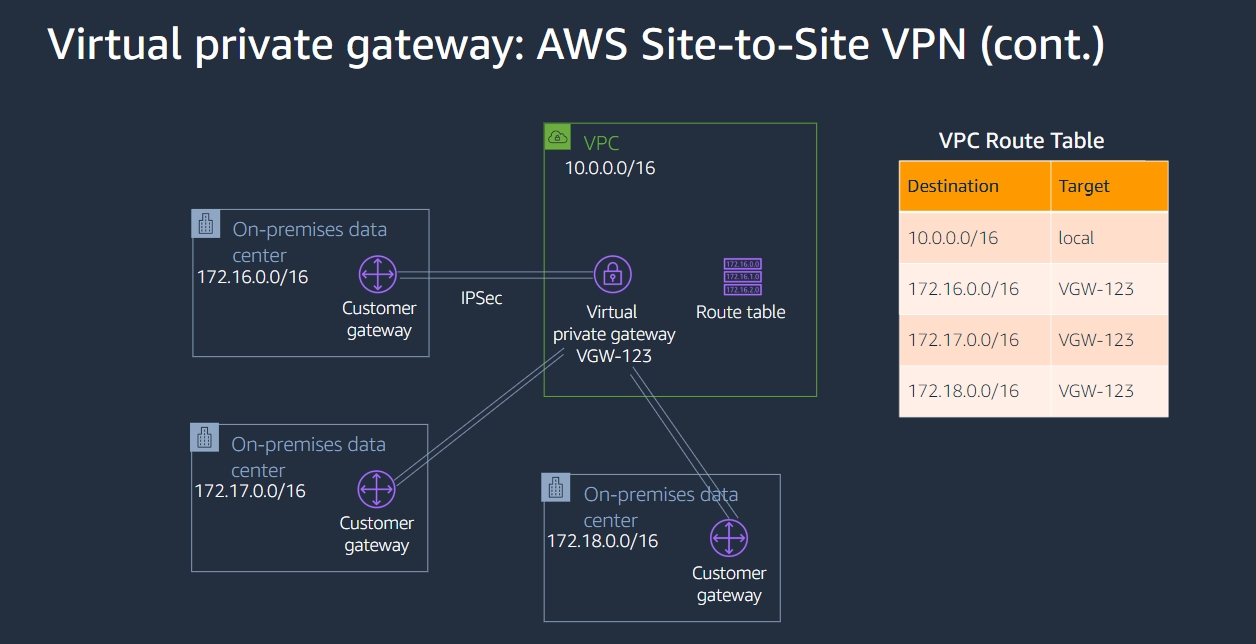 Virtual private gateway: AWS Site-to-Site VPN (cont.)
VPC
10.0.0.0/16
On-premises data
center
172.16.0.0/16
Customer
gateway
IPSec
Virtual
private gateway
VGW-123
172.16.0.0
172.16.1.0
172.16.2.0
Route table
On-premises data
center
172.17.0.0/16
Customer
gateway
On-premises data
center
172.18.0.0/16
Customer
gateway
VPC Route Table
Destination Target
10.0.0.0/16 local
172.16.0.0/16 VGW-123
172.17.0.0/16 VGW-123
172.18.0.0/16 VGW-123